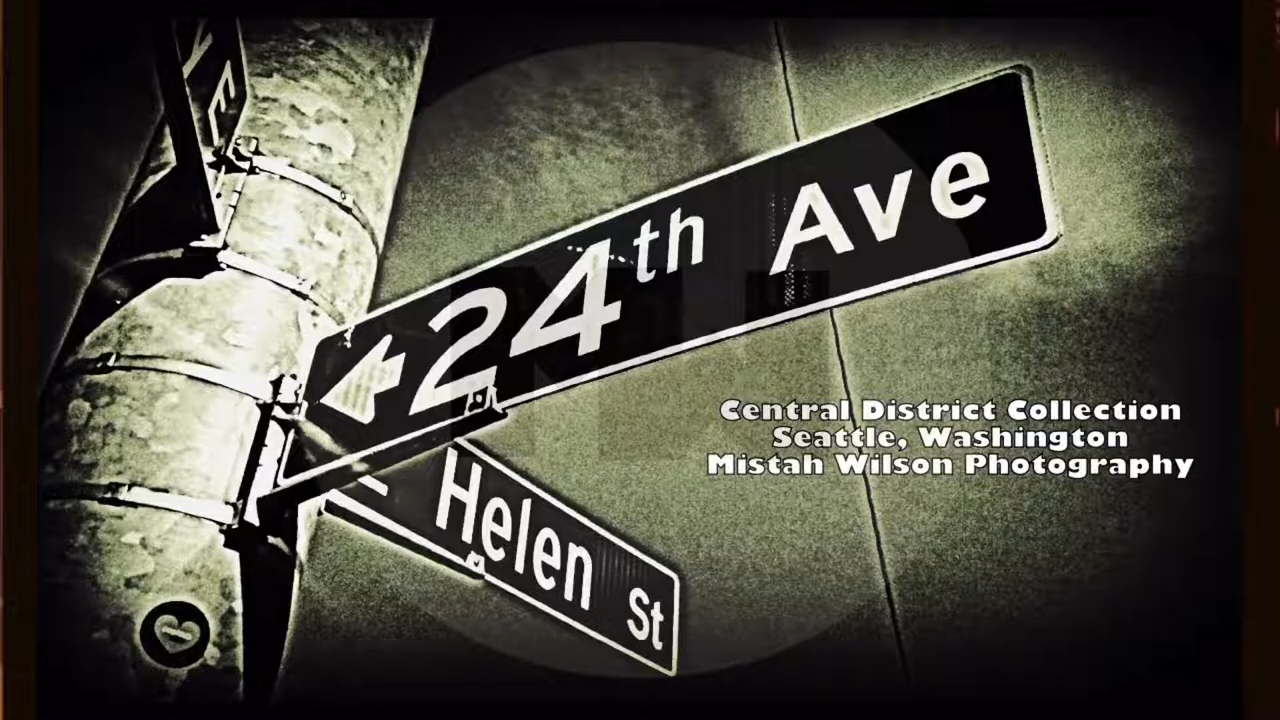 24th Ave
Helen St
Central District Collection
Seattle, Washington
Mistah Wilson Photography